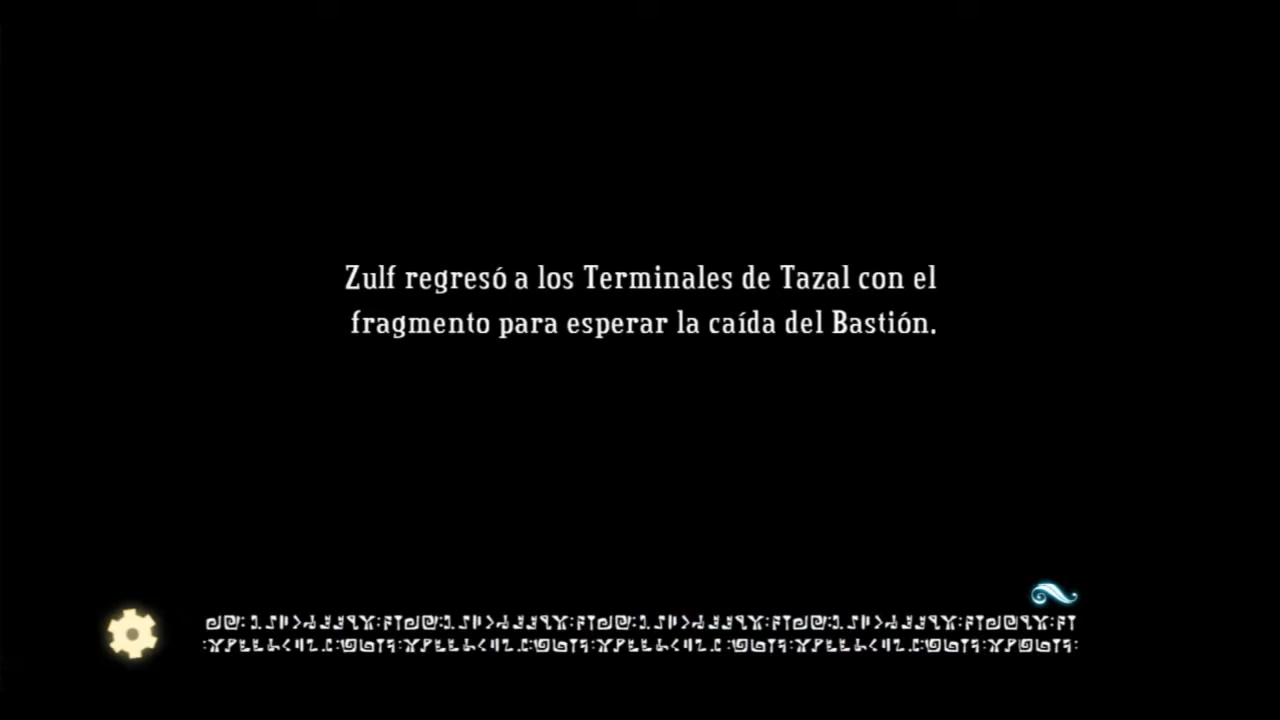 Zulf regresó a los Terminales de Tazal con el
fragmento para esperar la caída del Bastión.